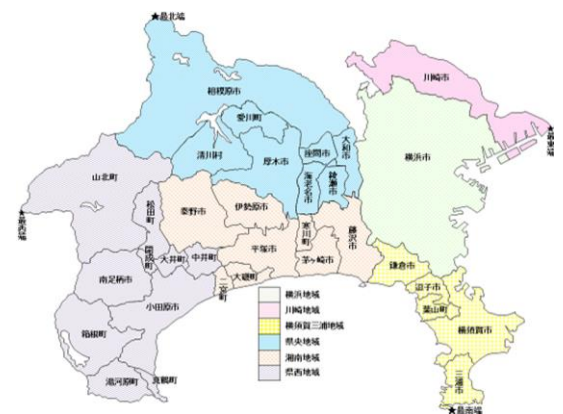 ★最北端
相模原市
川崎市
愛川町
大和市
座間市
清川村
厚木市
海老名市
綾瀬市
横浜市
★最東端
山北町
松田町
秦野市
伊勢原市
寒川町
藤沢市
★最西端
開成町
大井町
中井町
平塚市
茅ヶ崎市
鎌倉市
南足柄市
二宮町
大磯町
逗子市
葉山町
小田原市
横須賀市
箱根町
湯河原町
真鶴町
三浦市
★最南端
横浜地域
川崎地域
横須賀三浦地域
県央地域
湘南地域
県西地域